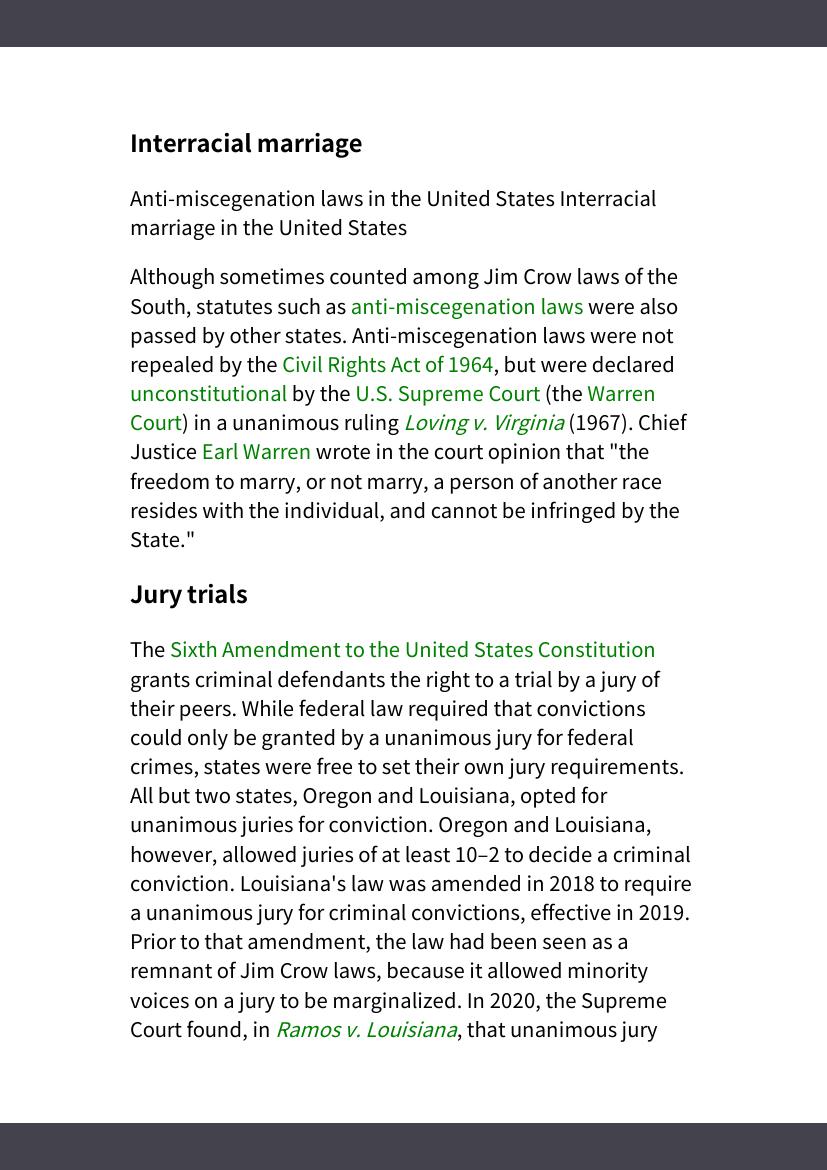 Interracial marriage
Anti-miscegenation laws in the United States Interracial
marriage in the United States
Although sometimes counted among Jim Crow laws of the
South, statutes such as anti-miscegenation laws were also
passed by other states. Anti-miscegenation laws were not
repealed by the Civil Rights Act of 1964, but were declared
unconstitutional by the U.S. Supreme Court (the Warren
Court) in a unanimous ruling Loving v. Virginia (1967). Chief
Justice Earl Warren wrote in the court opinion that "the
freedom to marry, or not marry, a person of another race
resides with the individual, and cannot be infringed by the
State."
Jury trials
The Sixth Amendment to the United States Constitution
grants criminal defendants the right to a trial by a jury of
their peers. While federal law required that convictions
could only be granted by a unanimous jury for federal
crimes, states were free to set their own jury requirements.
All but two states, Oregon and Louisiana, opted for
unanimous juries for conviction. Oregon and Louisiana,
however, allowed juries of at least 10–2 to decide a criminal
conviction. Louisiana's law was amended in 2018 to require
a unanimous jury for criminal convictions, effective in 2019.
Prior to that amendment, the law had been seen as a
remnant of Jim Crow laws, because it allowed minority
voices on a jury to be marginalized. In 2020, the Supreme
Court found, in Ramos v. Louisiana, that unanimous jury